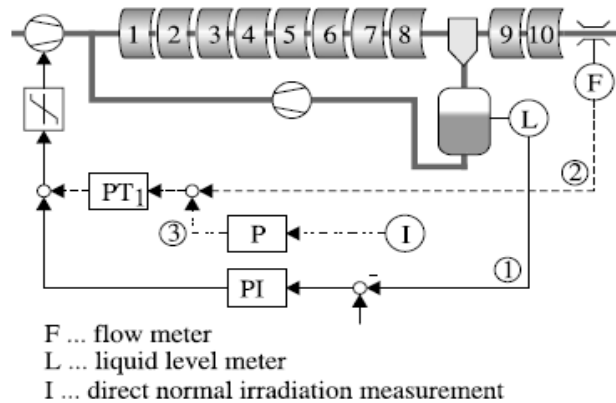 1 2 3 4 5 6 7 8 9 10
F
L
②
PT1
③ P I
①
PI
-
F ... flow meter
L ... liquid level meter
I ... direct normal irradiation measurement